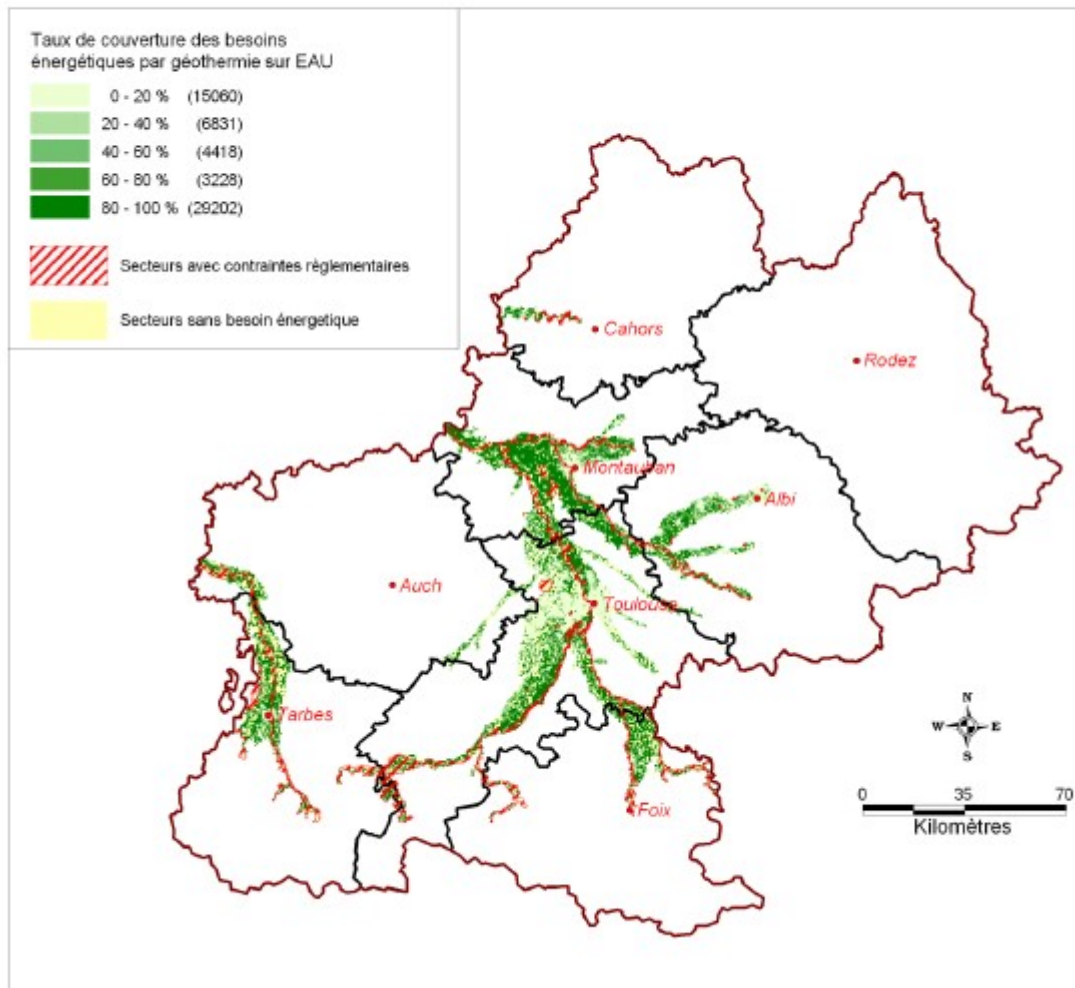 Taux de couverture des besoins
énergétiques par géothermie sur EAU
0 - 20 % (15060)
20 - 40 % (6831)
40 - 60 % (4418)
60 - 80 % (3228)
80 - 100 % (29202)
Secteurs avec contraintes règlementaires
Secteurs sans besoin énergetique
Cahors
Rodez
Montauban
Albi
Auch
Toulouse
Tarbes
Foix
N
W E
S
0 35 70
Kilomètres